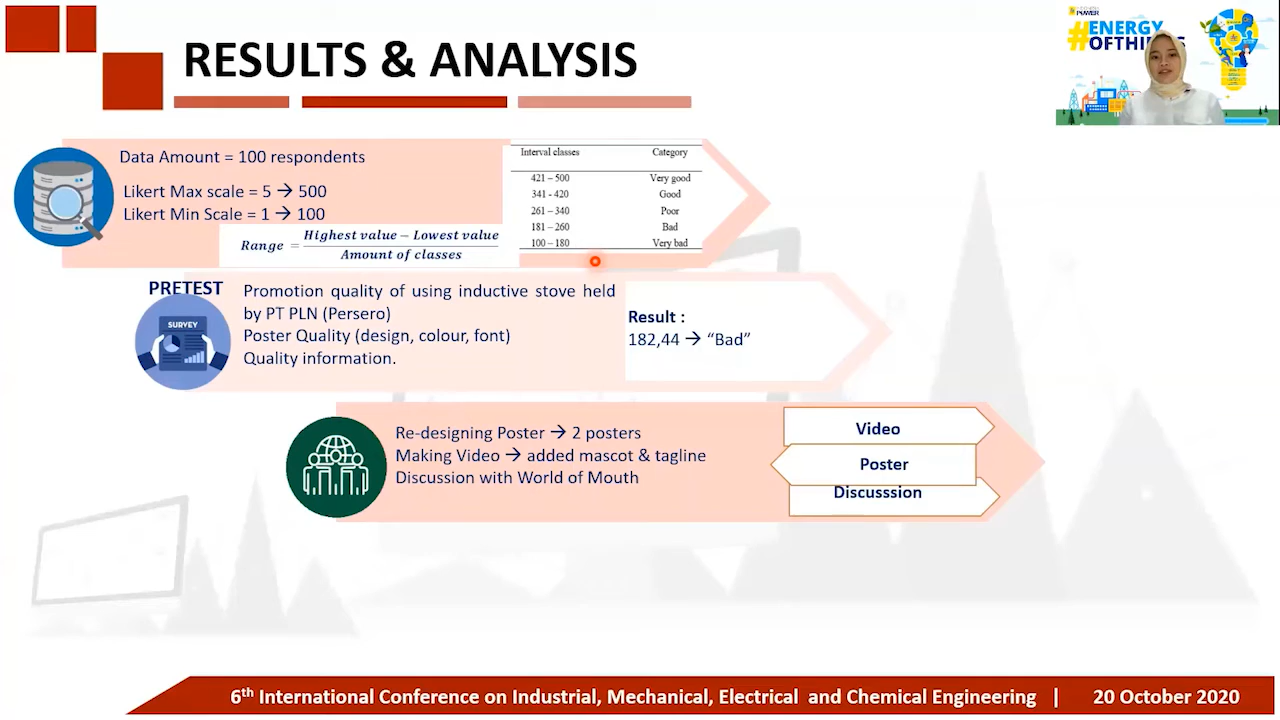 RESULTS & ANALYSIS
#ENERGY
Data Amount = 100 respondents
Likert Max scale = 5 → 500
Likert Min Scale = 1 → 100
Range = Highest value − Lowest value
Amount of classes
Interval classes Category
421 – 500 Very good
341 - 420 Good
261 – 340 Poor
181 – 260 Bad
100 – 180 Very bad
PRETEST
SURVEY
Promotion quality of using inductive stove held
by PT PLN (Persero)
Poster Quality (design, colour, font)
Quality information.
Result :
182,44 → “Bad”
Re-designing Poster → 2 posters
Making Video → added mascot & tagline
Discussion with World of Mouth
Video
Poster
Discusssion
6th International Conference on Industrial, Mechanical, Electrical and Chemical Engineering | 20 October 2020